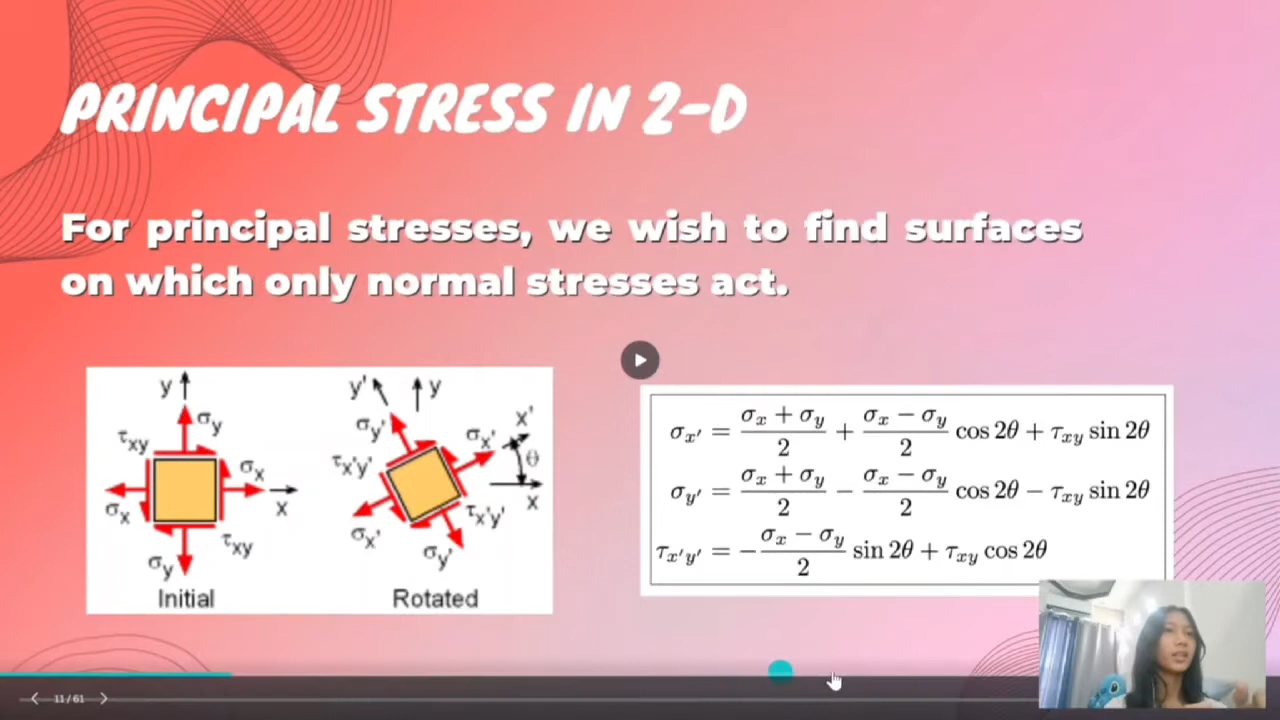 PRINCIPAL STRESS IN 2-D
For principal stresses, we wish to find surfaces
on which only normal stresses act.
y
σy
τxy
σx
x
σx
τxy
σy
Initial
y'
y
x'
σy'
σx'
θ
τx'y'
x
τx'y'
σx'
σy'
Rotated
σx' = (σx + σy)/2 + (σx − σy)/2 cos 2θ + τxy sin 2θ
σy' = (σx + σy)/2 − (σx − σy)/2 cos 2θ − τxy sin 2θ
τx'y' = −(σx − σy)/2 sin 2θ + τxy cos 2θ
11 / 61